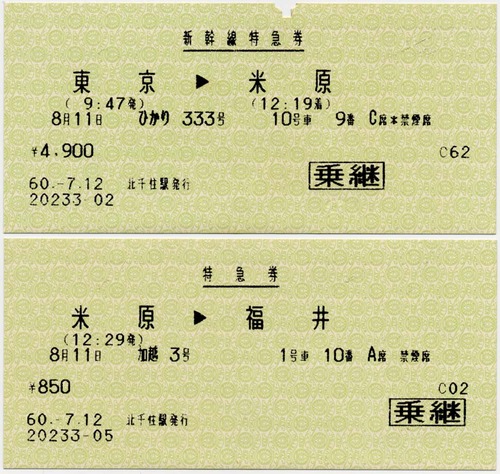 新幹線特急券
東京 ▶ 米原
( 9:47発) (12:19着)
8月11日 ひかり 333号 10号車 9番 C席*禁煙席
¥4,900 C62
乗継
60.-7.12 北千住駅発行
20233-02
特急券
米原 ▶ 福井
(12:29発)
8月11日 加越 3号 1号車 10番 A席 禁煙席
¥850 C02
乗継
60.-7.12 北千住駅発行
20233-05